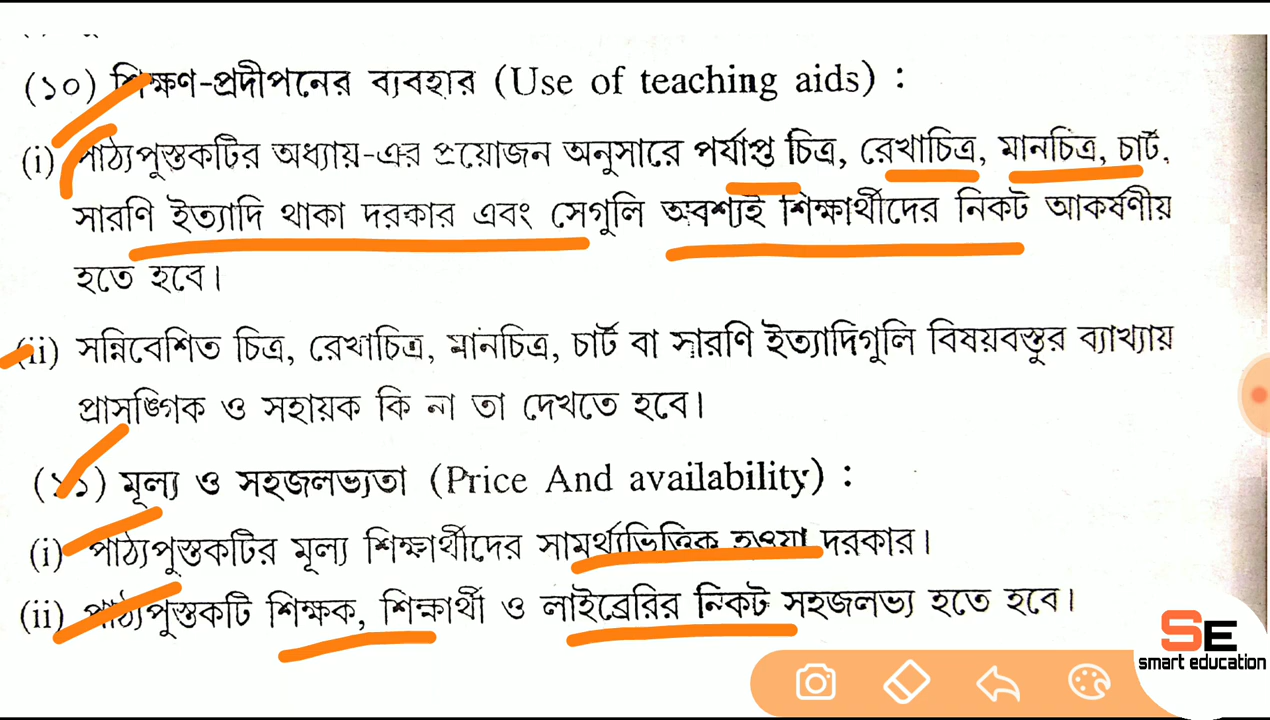 (১০) শিক্ষণ-প্রদীপনের ব্যবহার (Use of teaching aids) :
(i) পাঠ্যপুস্তকটির অধ্যায়-এর প্রয়োজন অনুসারে পর্যাপ্ত চিত্র, রেখাচিত্র, মানচিত্র, চার্ট,
সারণি ইত্যাদি থাকা দরকার এবং সেগুলি অবশ্যই শিক্ষার্থীদের নিকট আকর্ষণীয়
হতে হবে।
(ii) সন্নিবেশিত চিত্র, রেখাচিত্র, মানচিত্র, চার্ট বা সারণি ইত্যাদিগুলি বিষয়বস্তুর ব্যাখ্যায়
প্রাসঙ্গিক ও সহায়ক কি না তা দেখতে হবে।
(১১) মূল্য ও সহজলভ্যতা (Price And availability) :
(i) পাঠ্যপুস্তকটির মূল্য শিক্ষার্থীদের সামর্থ্যভিত্তিক হওয়া দরকার।
(ii) পাঠ্যপুস্তকটি শিক্ষক, শিক্ষার্থী ও লাইব্রেরির নিকট সহজলভ্য হতে হবে।
SE
smart education